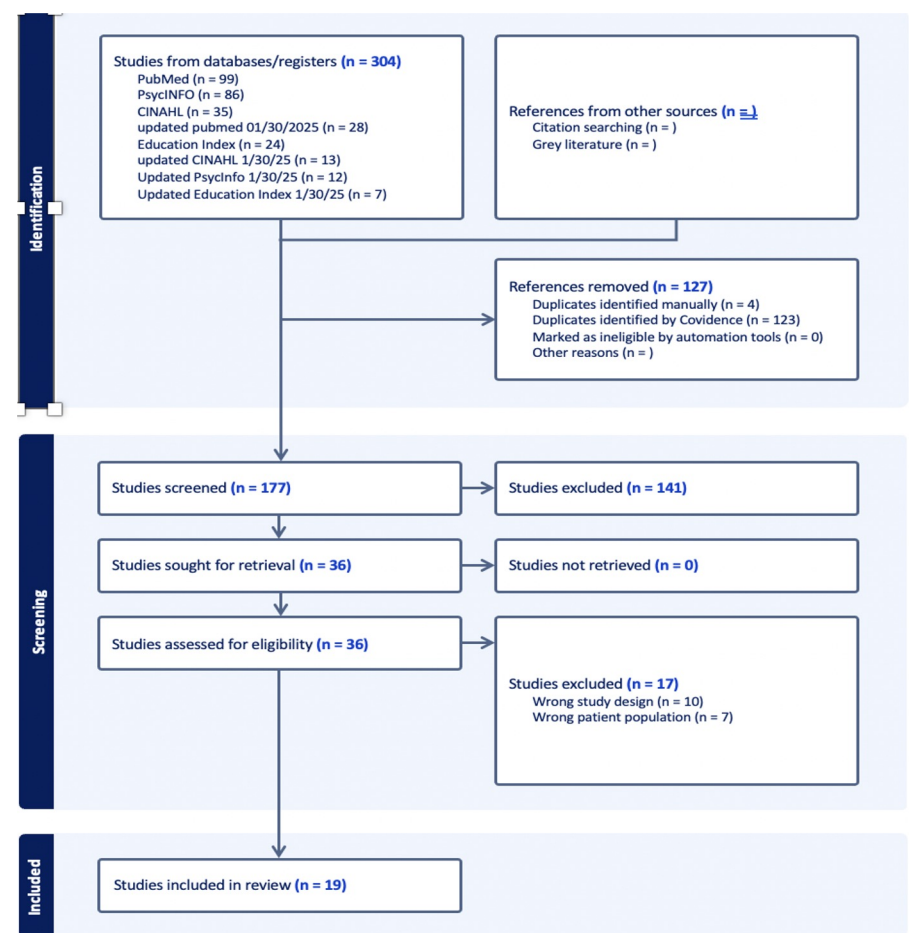 Identification
Studies from databases/registers (n = 304)
PubMed (n = 99)
PsycINFO (n = 86)
CINAHL (n = 35)
updated pubmed 01/30/2025 (n = 28)
Education Index (n = 24)
updated CINAHL 1/30/25 (n = 13)
Updated PsycInfo 1/30/25 (n = 12)
Updated Education Index 1/30/25 (n = 7)
References from other sources (n = )
Citation searching (n = )
Grey literature (n = )
References removed (n = 127)
Duplicates identified manually (n = 4)
Duplicates identified by Covidence (n = 123)
Marked as ineligible by automation tools (n = 0)
Other reasons (n = )
Screening
Studies screened (n = 177)
Studies excluded (n = 141)
Studies sought for retrieval (n = 36)
Studies not retrieved (n = 0)
Studies assessed for eligibility (n = 36)
Studies excluded (n = 17)
Wrong study design (n = 10)
Wrong patient population (n = 7)
Included
Studies included in review (n = 19)